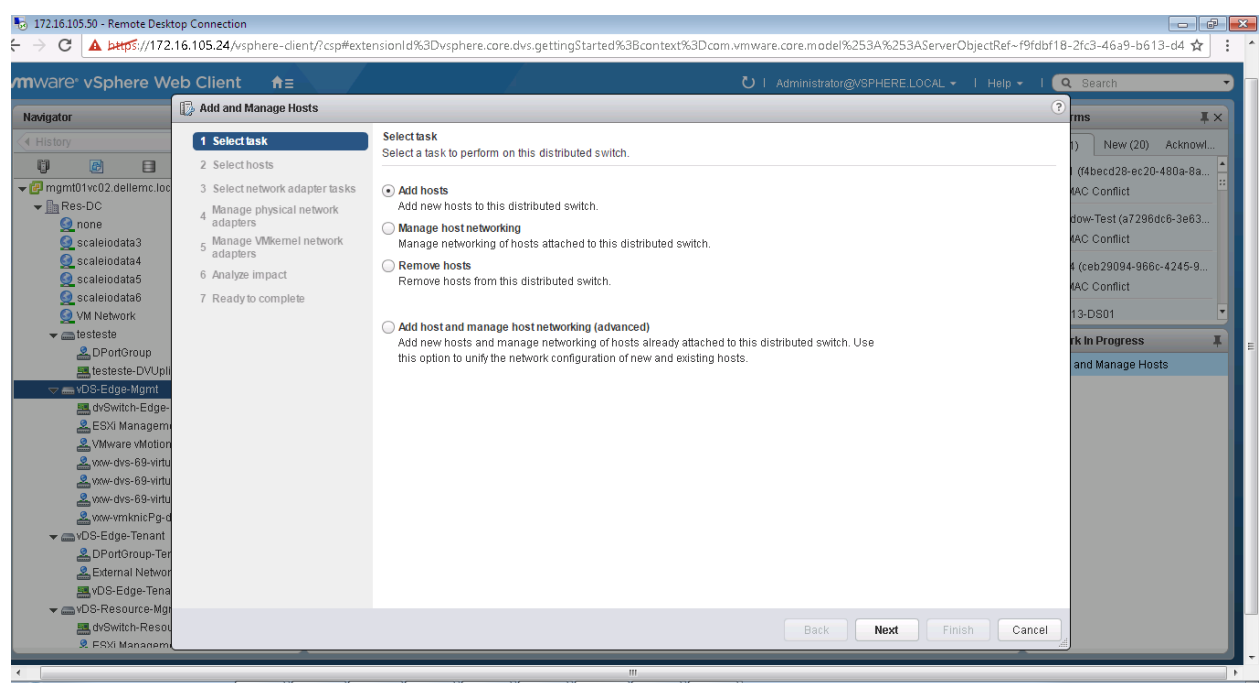 172.16.105.50 - Remote Desktop Connection
https://172.16.105.24/vsphere-client/?csp#extensionId%3Dvsphere.core.dvs.gettingStarted%3Bcontext%3Dcom.vmware.core.model%253A%253AServerObjectRef~f9fdbf18-2fc3-46a9-b613-d4
vmware® vSphere Web Client
Administrator@VSPHERE.LOCAL
Help
Search
Navigator
History
mgmt01vc02.dellemc.loc
Res-DC
none
scaleiodata3
scaleiodata4
scaleiodata5
scaleiodata6
VM Network
testeste
DPortGroup
testeste-DVUpli
vDS-Edge-Mgmt
dvSwitch-Edge-
ESXi Managem
VMware vMotion
vxw-dvs-69-virtu
vxw-dvs-69-virtu
vxw-dvs-69-virtu
vxw-vmknicPg-d
vDS-Edge-Tenant
DPortGroup-Ter
External Networ
vDS-Edge-Tena
vDS-Resource-Mgr
dvSwitch-Resou
ESXi Managem
Add and Manage Hosts
1 Select task
2 Select hosts
3 Select network adapter tasks
4 Manage physical network
adapters
5 Manage VMkernel network
adapters
6 Analyze impact
7 Ready to complete
Select task
Select a task to perform on this distributed switch.
Add hosts
Add new hosts to this distributed switch.
Manage host networking
Manage networking of hosts attached to this distributed switch.
Remove hosts
Remove hosts from this distributed switch.
Add host and manage host networking (advanced)
Add new hosts and manage networking of hosts already attached to this distributed switch. Use
this option to unify the network configuration of new and existing hosts.
Back
Next
Finish
Cancel
rms
1) New (20) Acknowl...
(f4becd28-ec20-480a-8a...
MAC Conflict
dow-Test (a7296dc6-3e63...
MAC Conflict
4 (ceb29094-966c-4245-9...
MAC Conflict
13-DS01
rk In Progress
and Manage Hosts